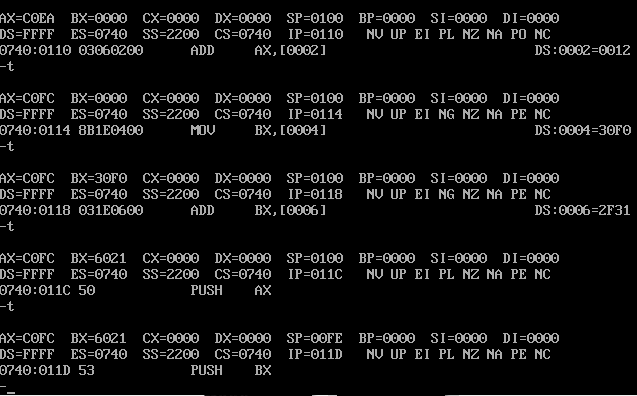 AX=C0EA  BX=0000  CX=0000  DX=0000  SP=0100  BP=0000  SI=0000  DI=0000
DS=FFFF  ES=0740  SS=2200  CS=0740  IP=0110   NV UP EI PL NZ NA PO NC
0740:0110 03060200      ADD     AX,[0002]                          DS:0002=0012
-t
AX=C0FC  BX=0000  CX=0000  DX=0000  SP=0100  BP=0000  SI=0000  DI=0000
DS=FFFF  ES=0740  SS=2200  CS=0740  IP=0114   NV UP EI NG NZ NA PE NC
0740:0114 8B1E0400      MOV     BX,[0004]                          DS:0004=30F0
-t
AX=C0FC  BX=30F0  CX=0000  DX=0000  SP=0100  BP=0000  SI=0000  DI=0000
DS=FFFF  ES=0740  SS=2200  CS=0740  IP=0118   NV UP EI NG NZ NA PE NC
0740:0118 031E0600      ADD     BX,[0006]                          DS:0006=2F31
-t
AX=C0FC  BX=6021  CX=0000  DX=0000  SP=0100  BP=0000  SI=0000  DI=0000
DS=FFFF  ES=0740  SS=2200  CS=0740  IP=011C   NV UP EI PL NZ NA PE NC
0740:011C 50            PUSH    AX
-t
AX=C0FC  BX=6021  CX=0000  DX=0000  SP=00FE  BP=0000  SI=0000  DI=0000
DS=FFFF  ES=0740  SS=2200  CS=0740  IP=011D   NV UP EI PL NZ NA PE NC
0740:011D 53            PUSH    BX
-_